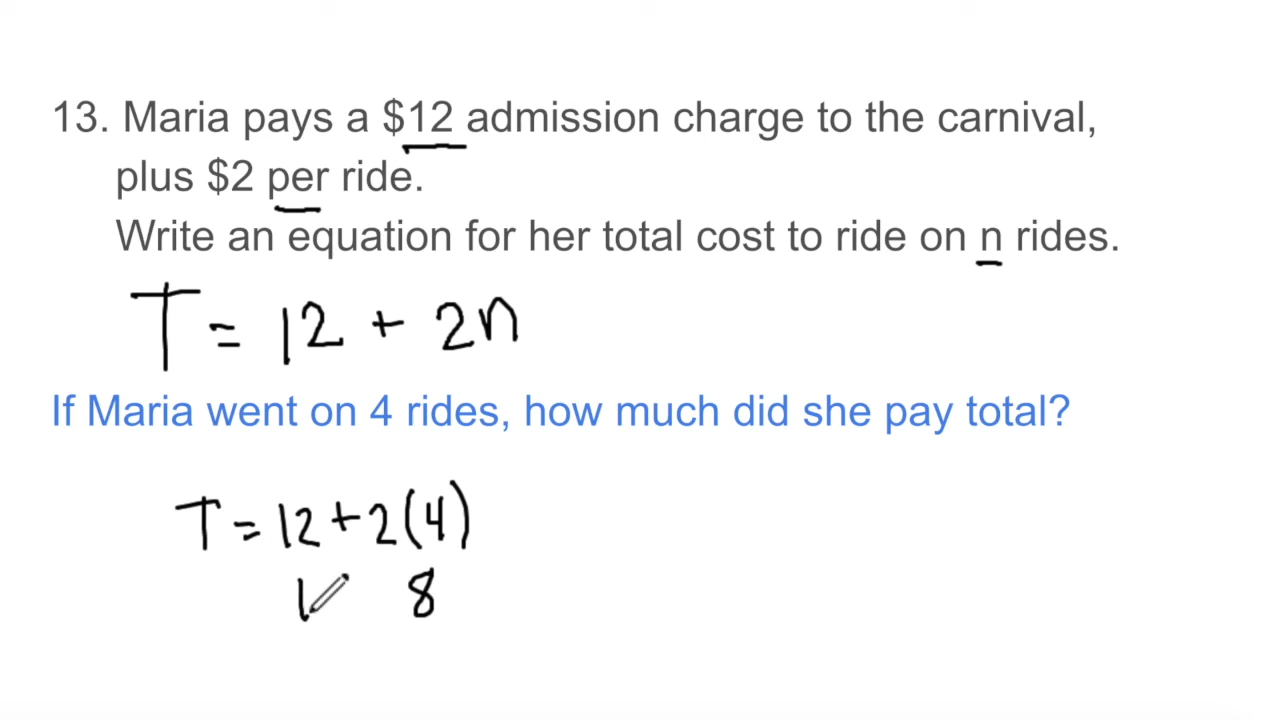 13. Maria pays a $12 admission charge to the carnival,
plus $2 per ride.
Write an equation for her total cost to ride on n rides.
T = 12 + 2n
If Maria went on 4 rides, how much did she pay total?
T = 12 + 2(4)
1 8